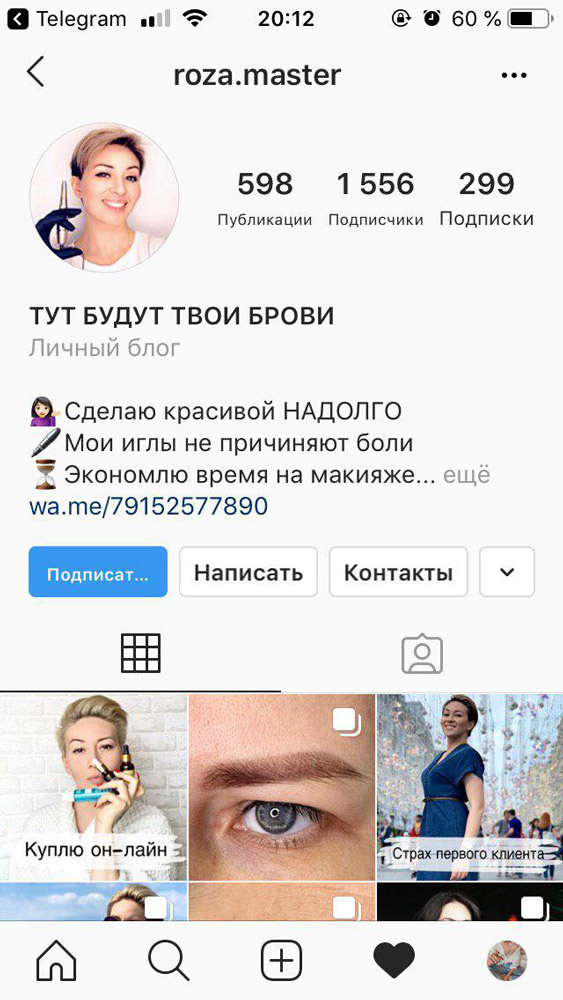 Telegram 20:12 60 %
roza.master
598 1 556 299
Публикации Подписчики Подписки
ТУТ БУДУТ ТВОИ БРОВИ
Личный блог
Сделаю красивой НАДОЛГО
Мои иглы не причиняют боли
Экономлю время на макияже... ещё
wa.me/79152577890
Подписат... Написать Контакты
Куплю он-лайн
Страх первого клиента